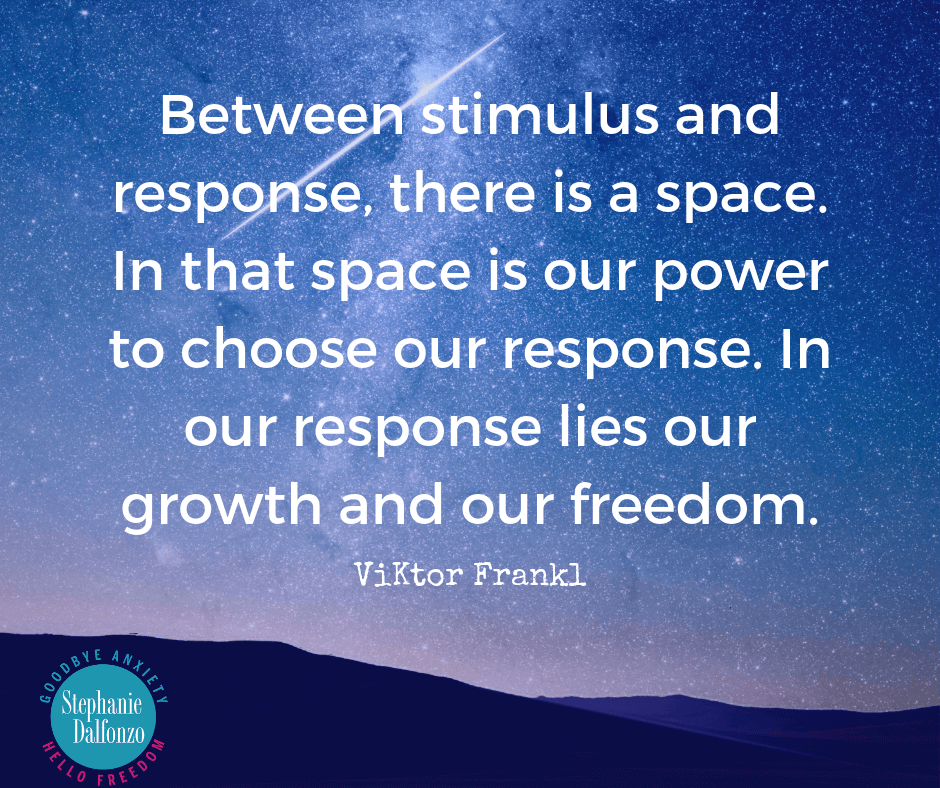 Between stimulus and
response, there is a space.
In that space is our power
to choose our response. In
our response lies our
growth and our freedom.
ViKtor Frankl
GOODBYE ANXIETY
Stephanie
Dalfonzo
HELLO FREEDOM